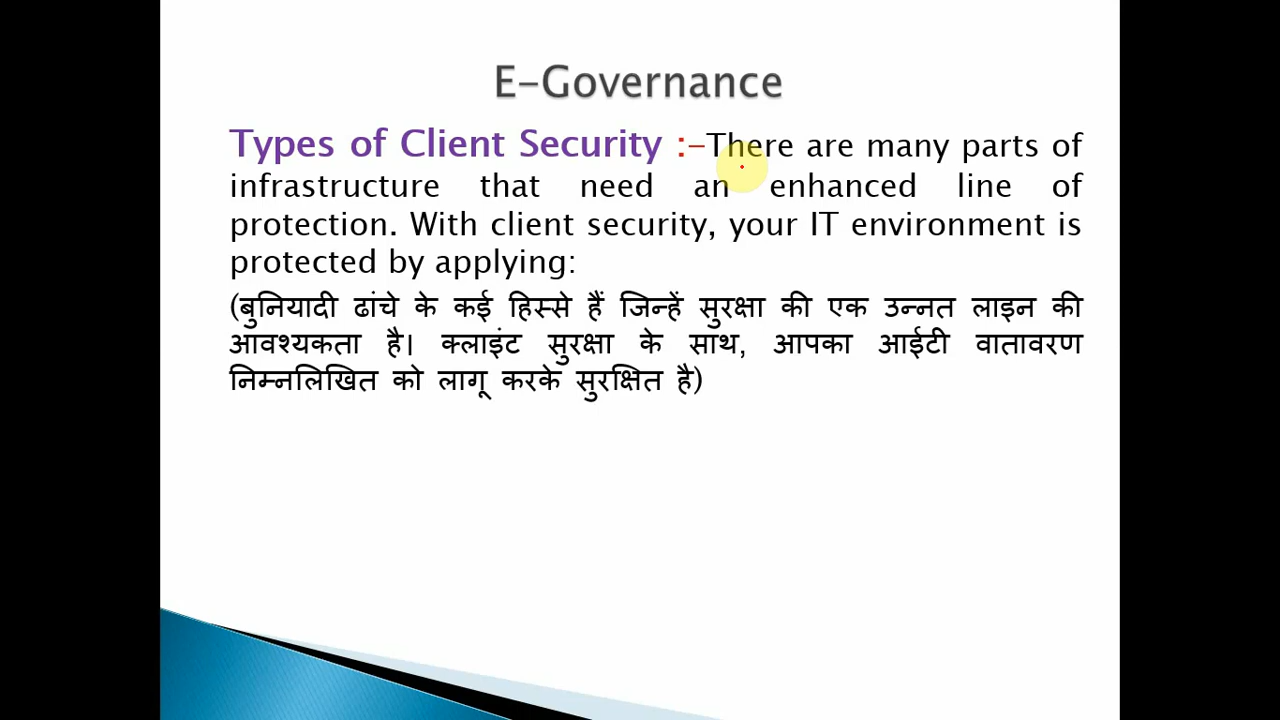 E-Governance
Types of Client Security :-There are many parts of
infrastructure that need an enhanced line of
protection. With client security, your IT environment is
protected by applying:
(बुनियादी ढांचे के कई हिस्से हैं जिन्हें सुरक्षा की एक उन्नत लाइन की
आवश्यकता है। क्लाइंट सुरक्षा के साथ, आपका आईटी वातावरण
निम्नलिखित को लागू करके सुरक्षित है)